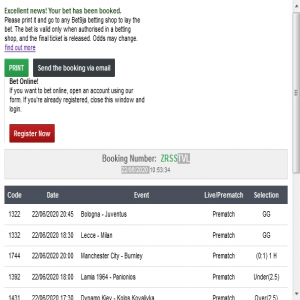 Excellent news! Your bet has been booked.
Please print it and go to any Bet9ja betting shop to lay the
bet. The bet is valid only when authorised in a betting
shop, and the final ticket is released. Odds may change.
find out more
PRINT
Send the booking via email
Bet Online!
If you want to bet online, open an account using our
form. If you're already registered, close this window and
login.
Register Now
Booking Number: ZRSSTVL
22/06/2020 10:53:34
Code Date Event Live/Prematch Selection
1322 22/06/2020 20:45 Bologna - Juventus Prematch GG
1332 22/06/2020 18:30 Lecce - Milan Prematch GG
1744 22/06/2020 20:00 Manchester City - Burnley Prematch (0:1) 1 H
1392 22/06/2020 18:00 Lamia 1964 - Panionios Prematch Under(2.5)
1431 22/06/2020 17:30 Dynamo Kiev - Kolos Kovalivka Prematch Over(2.5)